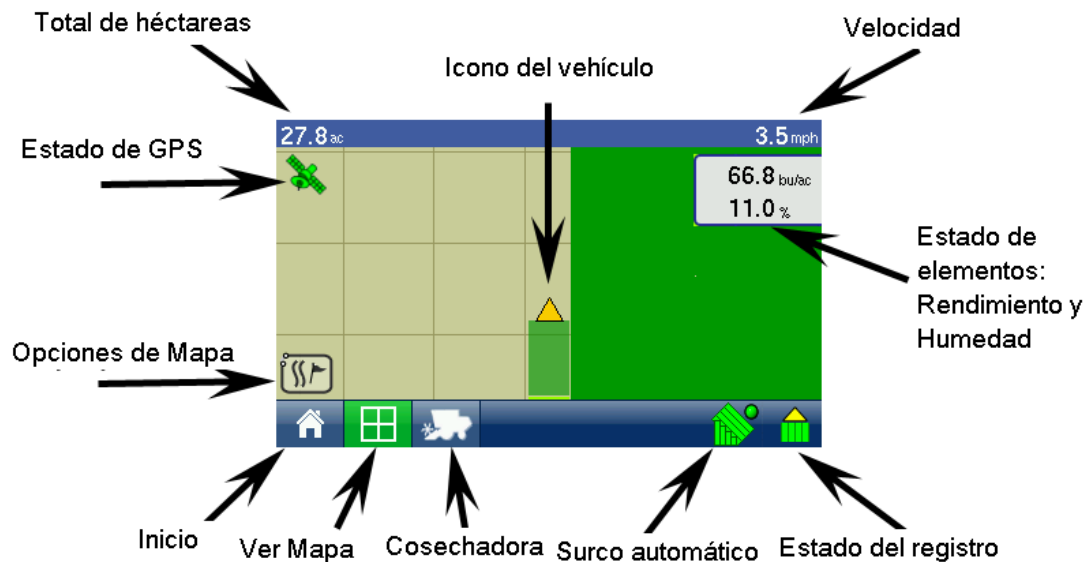 Total de héctareas
Velocidad
Icono del vehículo
27.8 ac
3.5 mph
Estado de GPS
66.8 bu/ac
11.0 %
Estado de
elementos:
Rendimiento y
Humedad
Opciones de Mapa
Inicio
Ver Mapa
Cosechadora
Surco automático
Estado del registro